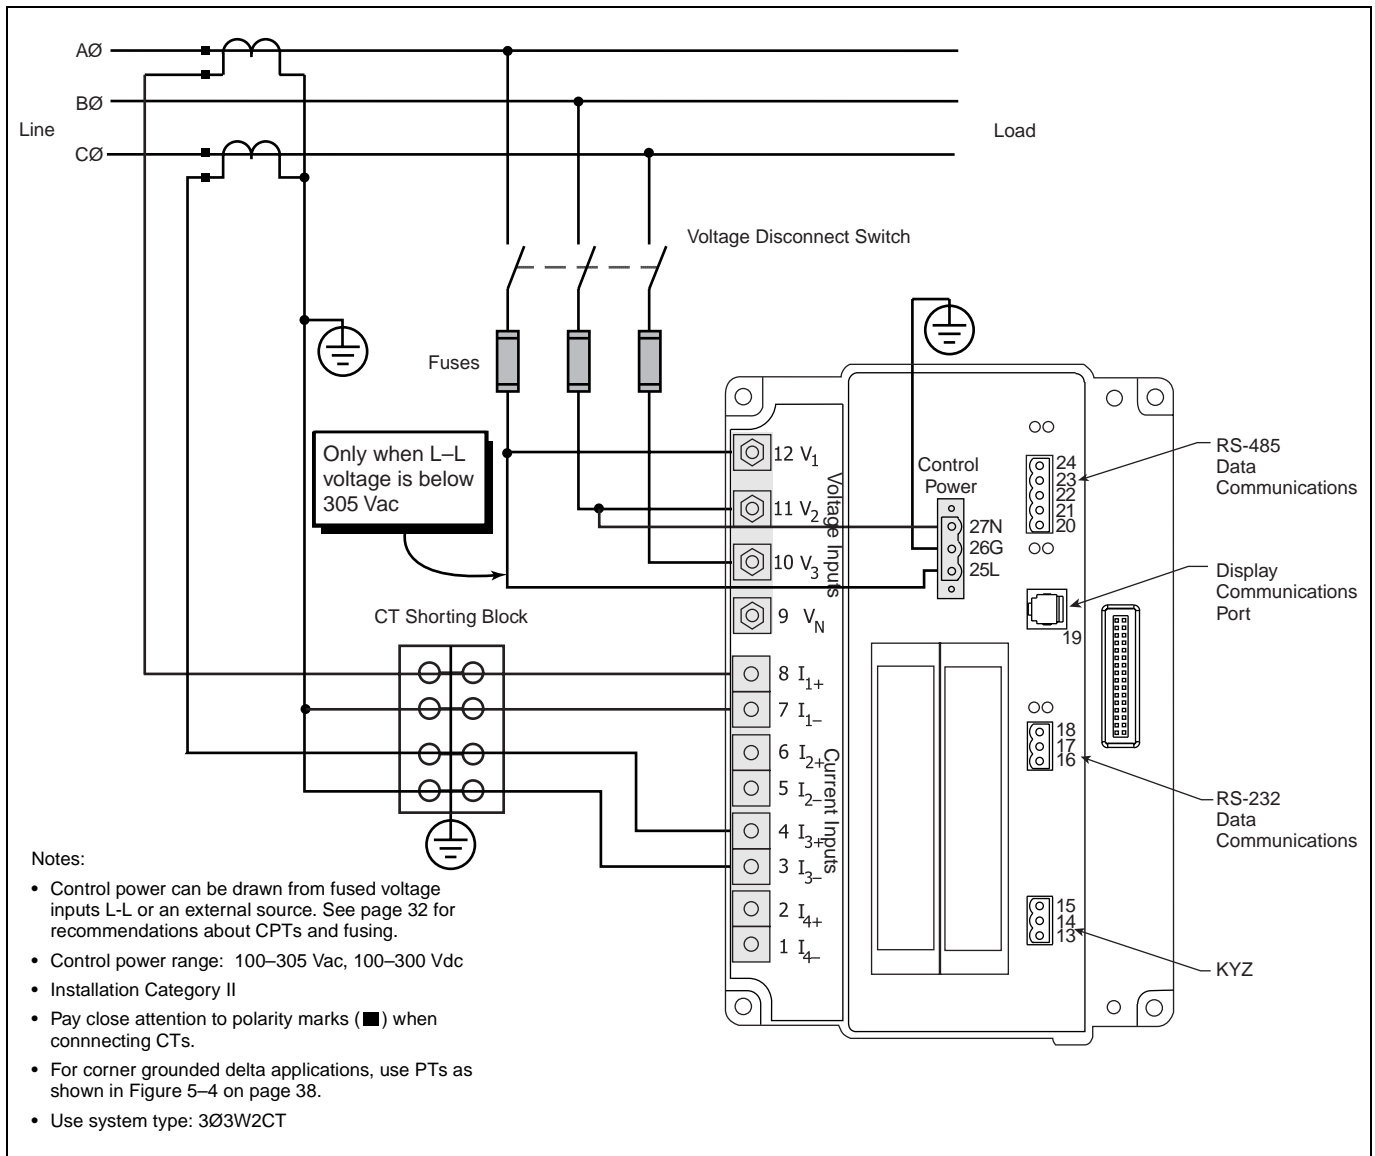 AØ
BØ
Line
Load
CØ
Voltage Disconnect Switch
Fuses
Only when L–L
voltage is below
305 Vac
12 V1
11 V2
10 V3
9 VN
Voltage Inputs
Control
Power
27N
26G
25L
24
23
22
21
20
RS-485
Data
Communications
Display
Communications
Port
19
CT Shorting Block
8 I1+
7 I1–
6 I2+
5 I2–
4 I3+
3 I3–
2 I4+
1 I4–
Current Inputs
18
17
16
RS-232
Data
Communications
15
14
13
KYZ
Notes:
• Control power can be drawn from fused voltage
inputs L-L or an external source. See page 32 for
recommendations about CPTs and fusing.
• Control power range: 100–305 Vac, 100–300 Vdc
• Installation Category II
• Pay close attention to polarity marks (■) when
connnecting CTs.
• For corner grounded delta applications, use PTs as
shown in Figure 5–4 on page 38.
• Use system type: 3Ø3W2CT